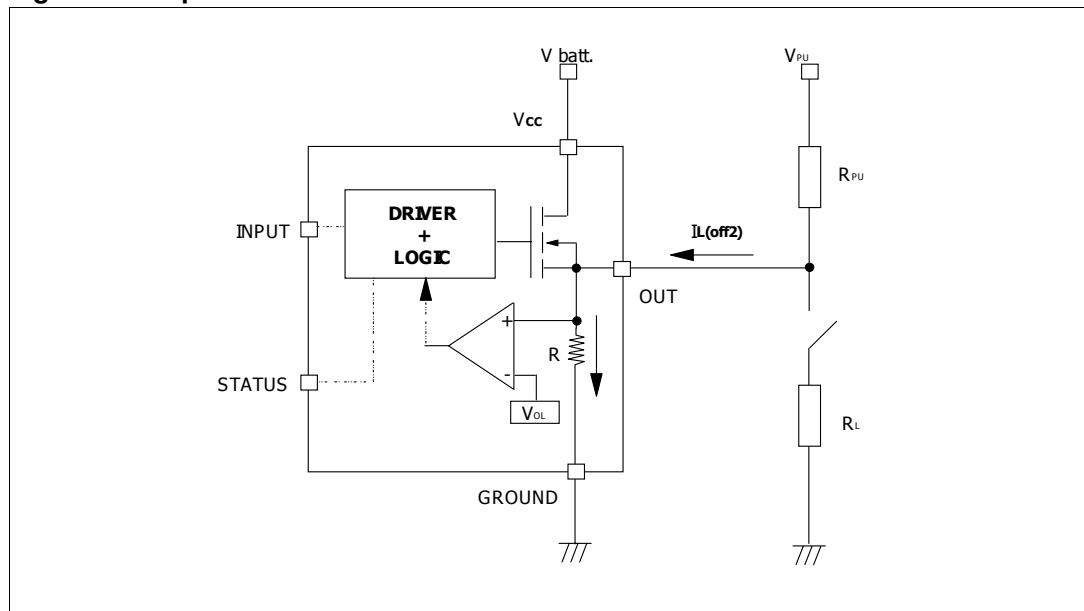 V batt.
VPU
Vcc
RPU
DRIVER
+
LOGIC
INPUT
IL(off2)
OUT
+
R
-
STATUS
VOL
RL
GROUND